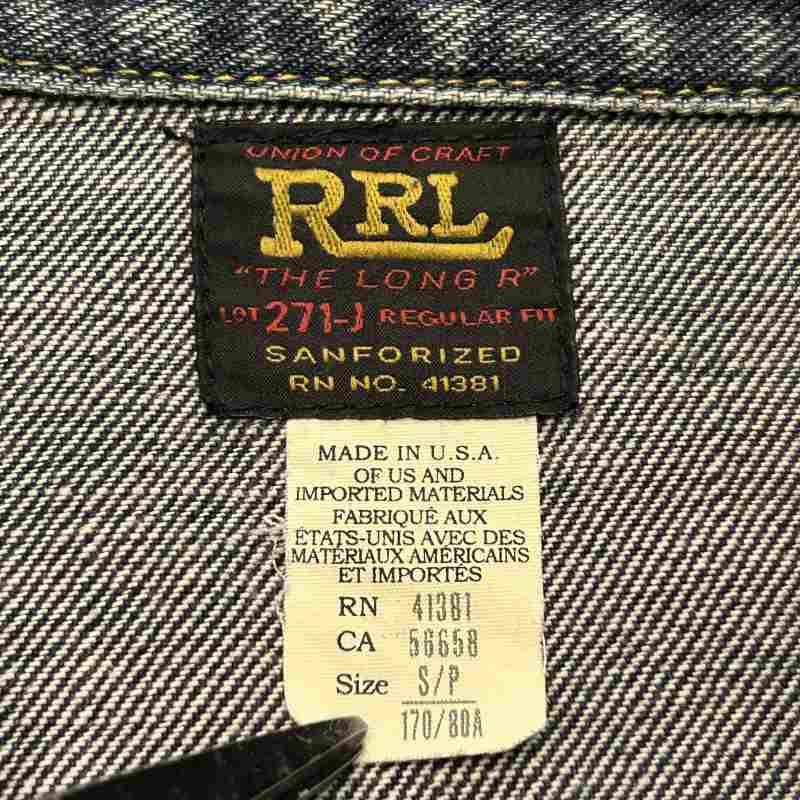 UNION OF CRAFT
RRL
"THE LONG R"
LOT 271-J REGULAR FIT
SANFORIZED
RN NO. 41381
MADE IN U.S.A.
OF US AND
IMPORTED MATERIALS
FABRIQUÉ AUX
ÉTATS-UNIS AVEC DES
MATÉRIAUX AMÉRICAINS
ET IMPORTÉS
RN 41381
CA 56658
Size S/P
170/80A